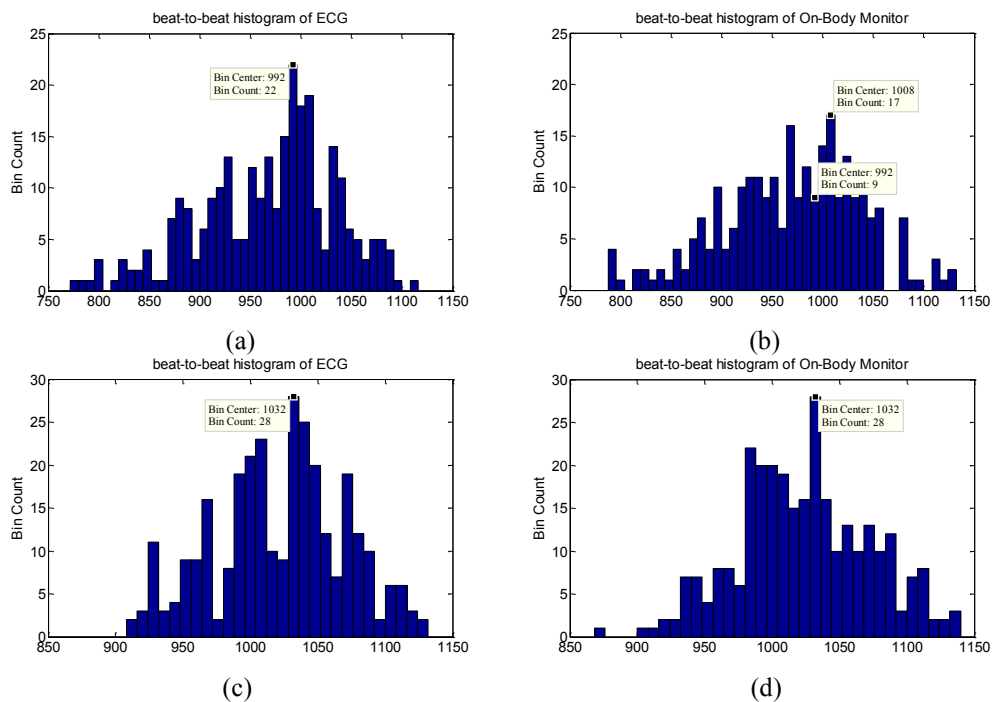 beat-to-beat histogram of ECG
25
20
15
10
5
0
Bin Count
Bin Center: 992
Bin Count: 22
750 800 850 900 950 1000 1050 1100 1150
(a)
beat-to-beat histogram of On-Body Monitor
25
20
15
10
5
0
Bin Count
Bin Center: 1008
Bin Count: 17
Bin Center: 992
Bin Count: 9
750 800 850 900 950 1000 1050 1100 1150
(b)
beat-to-beat histogram of ECG
30
25
20
15
10
5
0
Bin Count
Bin Center: 1032
Bin Count: 28
850 900 950 1000 1050 1100 1150
(c)
beat-to-beat histogram of On-Body Monitor
30
25
20
15
10
5
0
Bin Count
Bin Center: 1032
Bin Count: 28
850 900 950 1000 1050 1100 1150
(d)